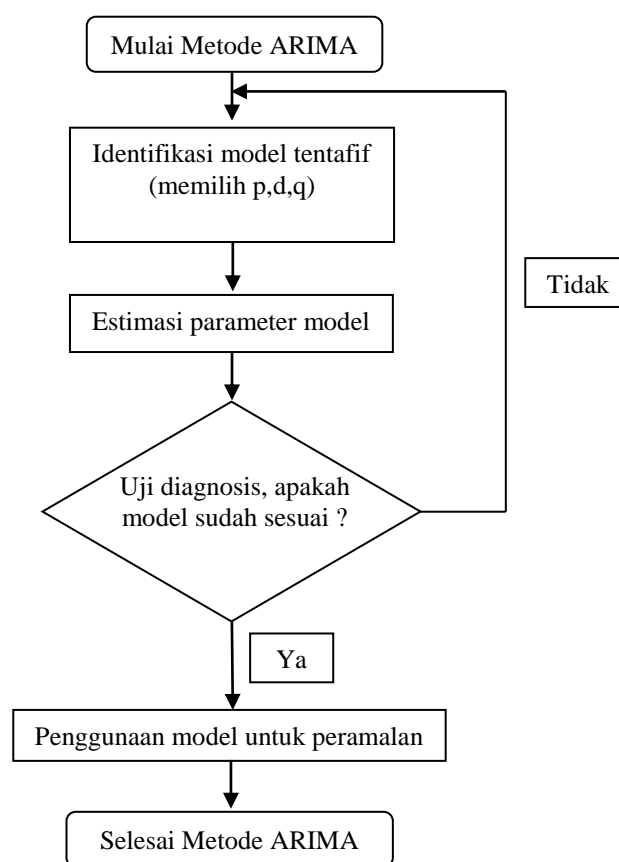 Mulai Metode ARIMA
Identifikasi model tentafif
(memilih p,d,q)
Tidak
Estimasi parameter model
Uji diagnosis, apakah
model sudah sesuai ?
Ya
Penggunaan model untuk peramalan
Selesai Metode ARIMA